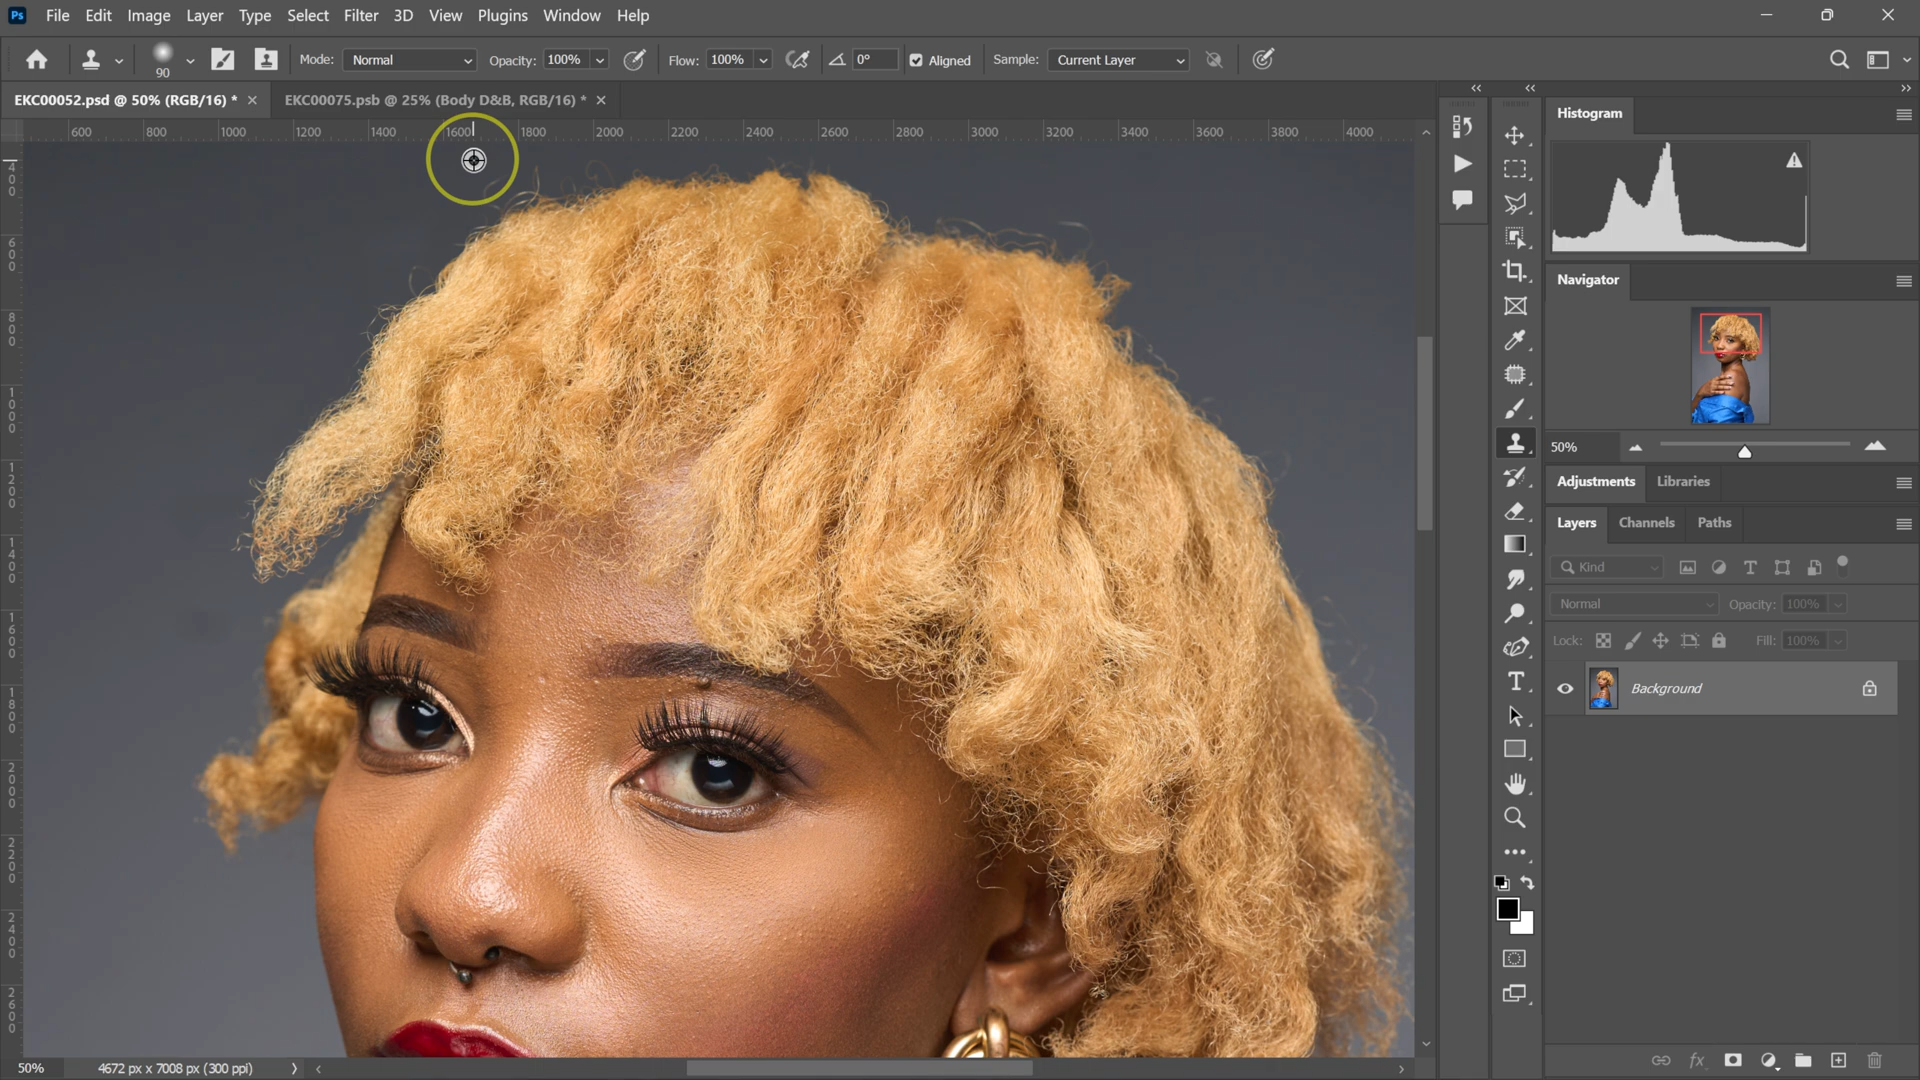 Ps File Edit Image Layer Type Select Filter 3D View Plugins Window Help
90 Mode: Normal Opacity: 100% Flow: 100% 0° Aligned Sample: Current Layer
EKC00052.psd @ 50% (RGB/16) * EKC00075.psb @ 25% (Body D&B, RGB/16) *
600 800 1000 1200 1400 1600 1800 2000 2200 2400 2600 2800 3000 3200 3400 3600 3800 4000
400
600
800
1000
1200
1400
1600
1800
2000
2200
2400
2600
Histogram
Navigator
50%
Adjustments Libraries
Layers Channels Paths
Kind
Normal Opacity: 100%
Lock: Fill: 100%
Background
50% 4672 px x 7008 px (300 ppi)